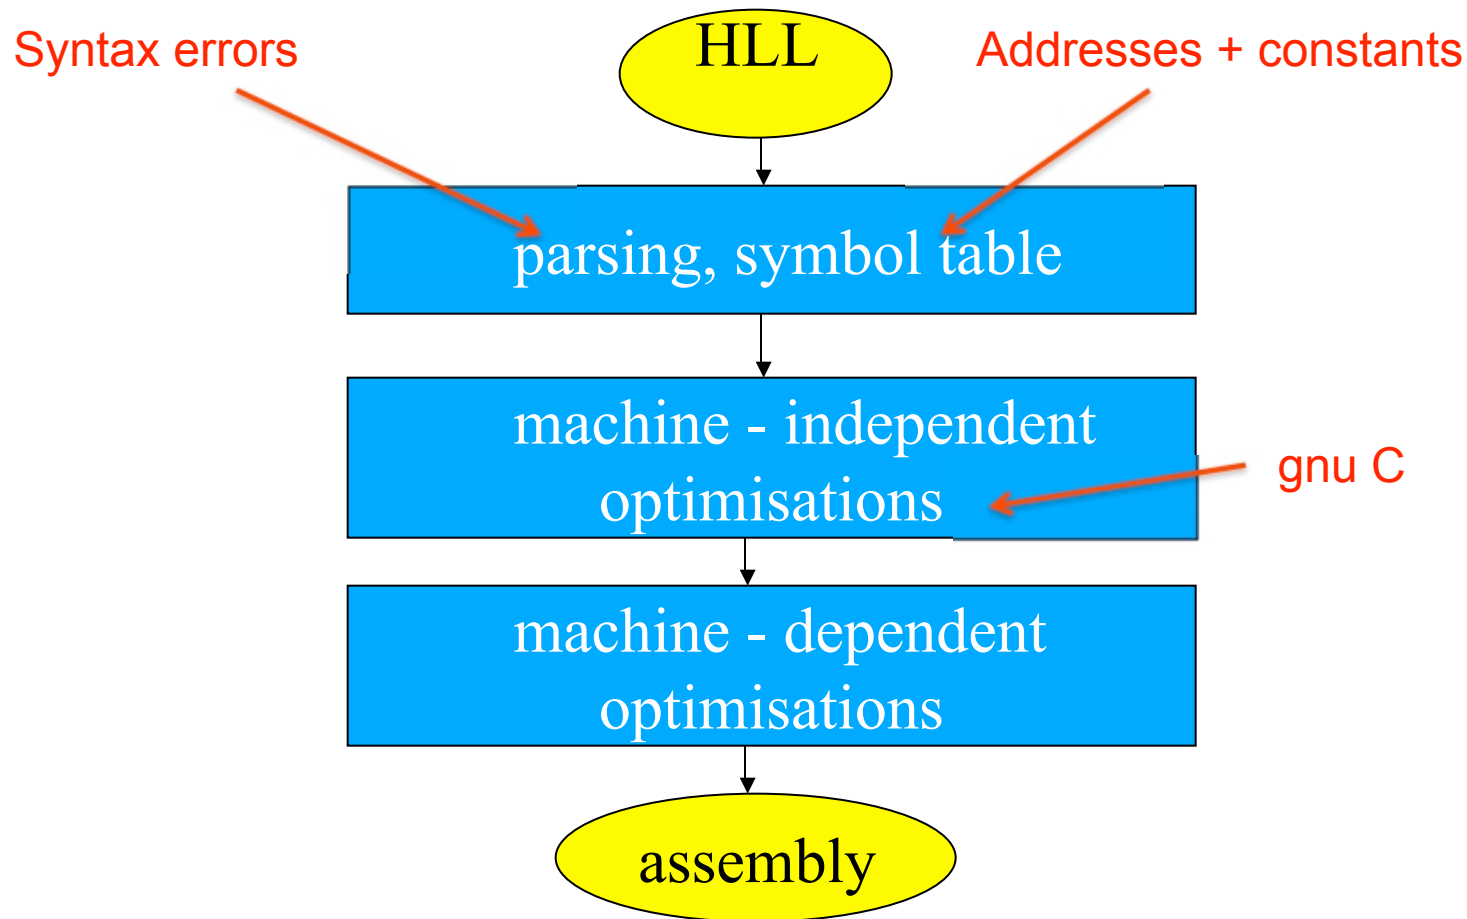 Syntax errors
HLL
Addresses + constants
parsing, symbol table
machine - independent
optimisations
gnu C
machine - dependent
optimisations
assembly